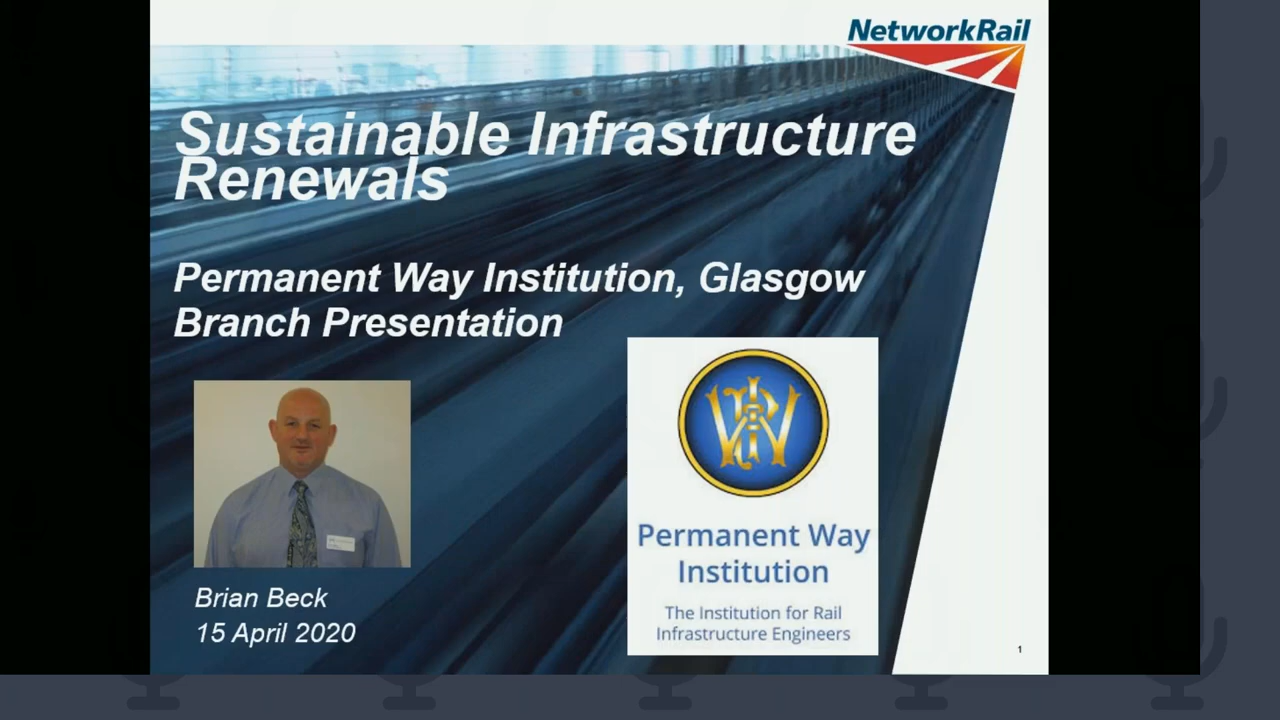 NetworkRail
Sustainable Infrastructure
Renewals
Permanent Way Institution, Glasgow
Branch Presentation
Permanent Way
Institution
The Institution for Rail
Infrastructure Engineers
Brian Beck
15 April 2020
1